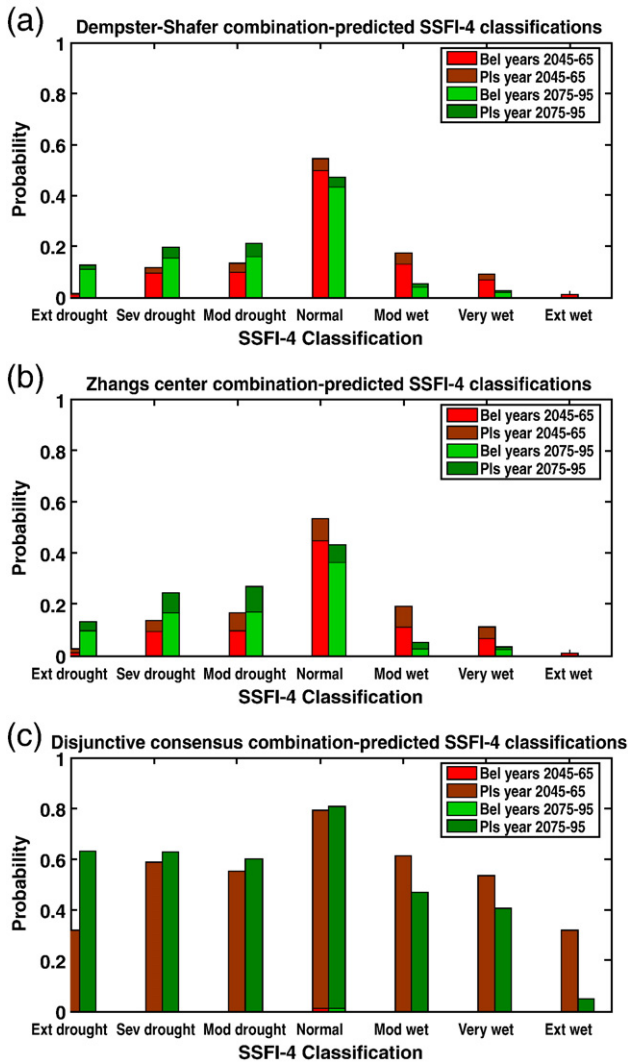 (a)
Dempster-Shafer combination-predicted SSFI-4 classifications
Bel years 2045-65
Pls year 2045-65
Bel years 2075-95
Pls year 2075-95
1
0.8
0.6
0.4
0.2
0
Probability
Ext drought Sev drought Mod drought Normal Mod wet Very wet Ext wet
SSFI-4 Classification
(b)
Zhangs center combination-predicted SSFI-4 classifications
Bel years 2045-65
Pls year 2045-65
Bel years 2075-95
Pls year 2075-95
1
0.8
0.6
0.4
0.2
0
Probability
Ext drought Sev drought Mod drought Normal Mod wet Very wet Ext wet
SSFI-4 Classification
(c)
Disjunctive consensus combination-predicted SSFI-4 classifications
Bel years 2045-65
Pls year 2045-65
Bel years 2075-95
Pls year 2075-95
1
0.8
0.6
0.4
0.2
0
Probability
Ext drought Sev drought Mod drought Normal Mod wet Very wet Ext wet
SSFI-4 Classification